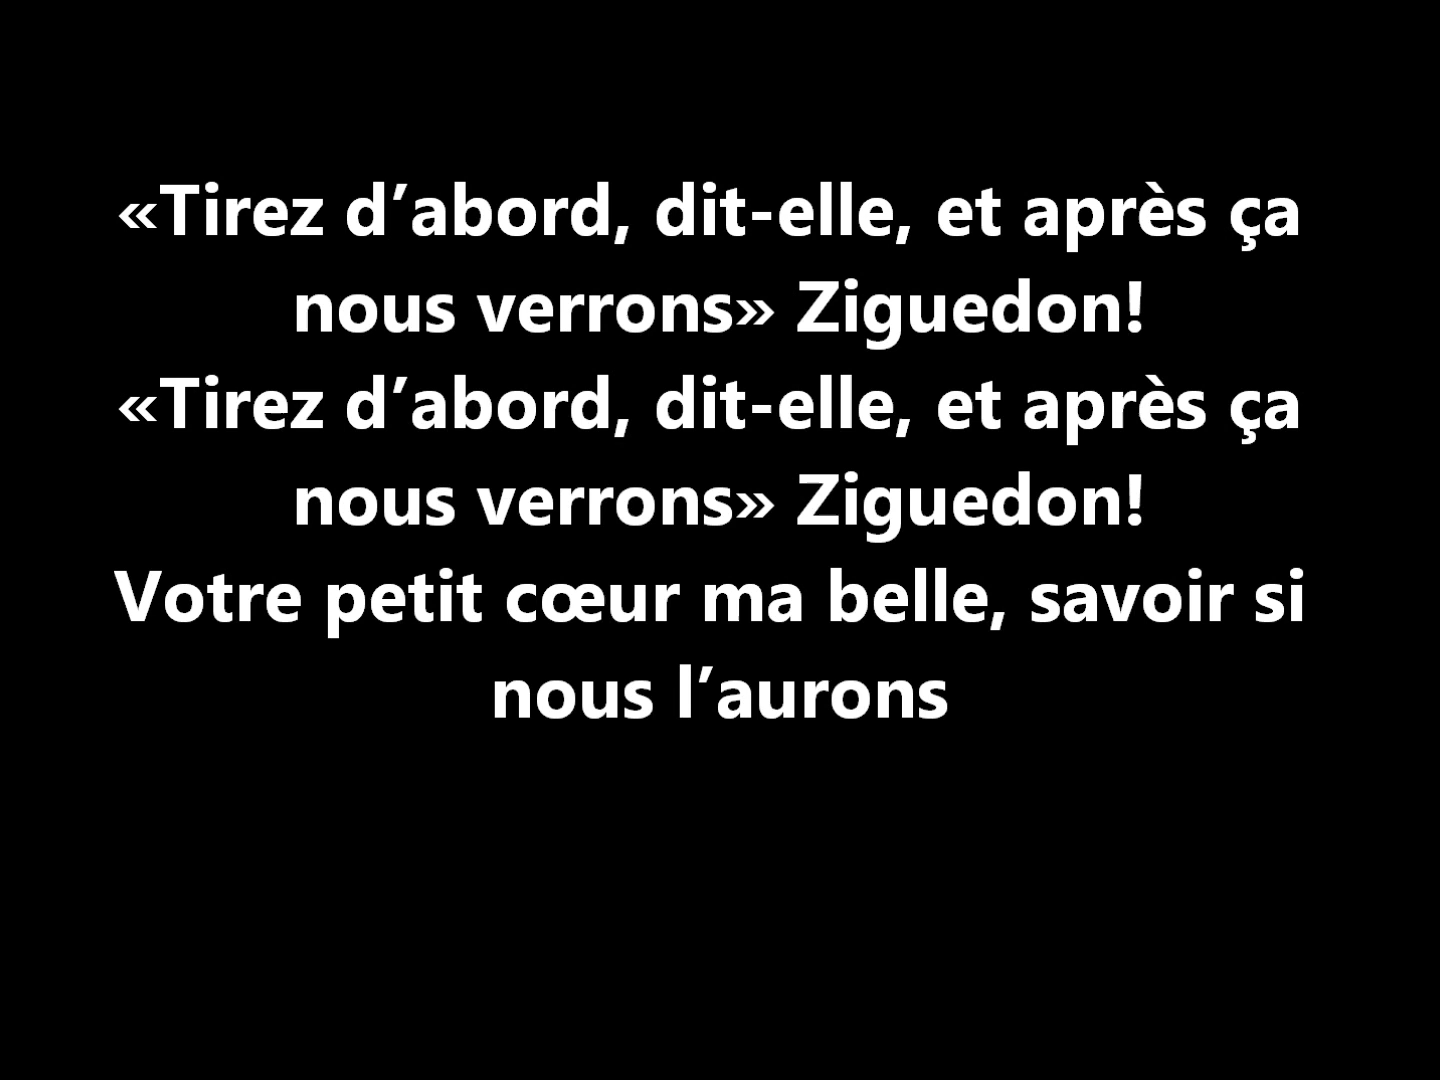 «Tirez d’abord, dit-elle, et après ça
nous verrons» Ziguedon!
«Tirez d’abord, dit-elle, et après ça
nous verrons» Ziguedon!
Votre petit cœur ma belle, savoir si
nous l’aurons